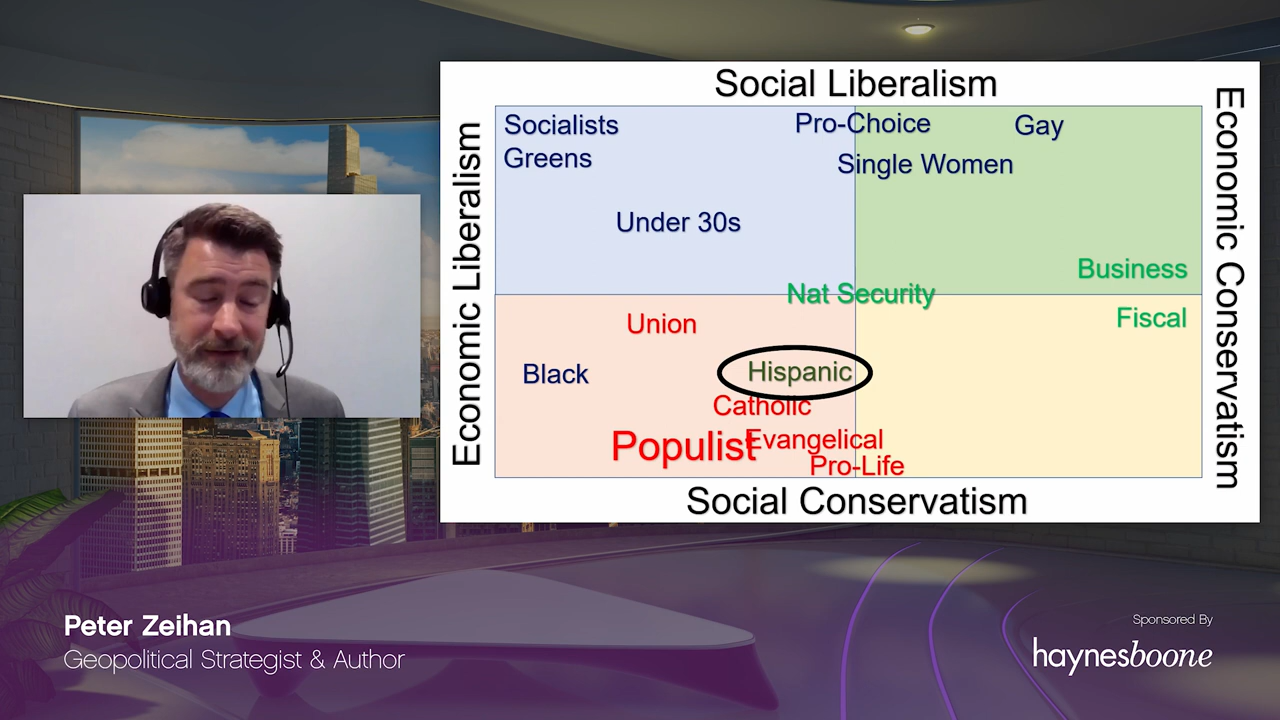 Social Liberalism
Economic Liberalism
Economic Conservatism
Socialists
Pro-Choice
Gay
Greens
Single Women
Under 30s
Business
Nat Security
Fiscal
Union
Black
Hispanic
Catholic
Populist
Evangelical
Pro-Life
Social Conservatism
Peter Zeihan
Geopolitical Strategist & Author
Sponsored By
haynesboone